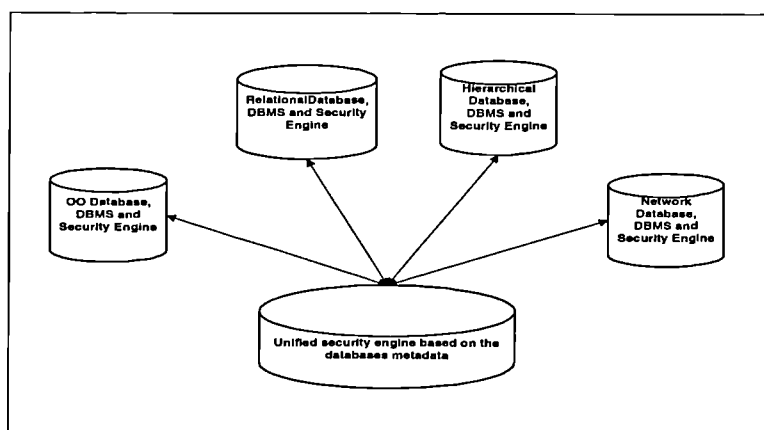 RelationalDatabase,
DBMS and Security
Engine
Hierarchical
Database,
DBMS and
Security Engine
OO Database,
DBMS and
Security Engine
Network
Database,
DBMS and
Security Engine
Unified security engine based on the
databases metadata